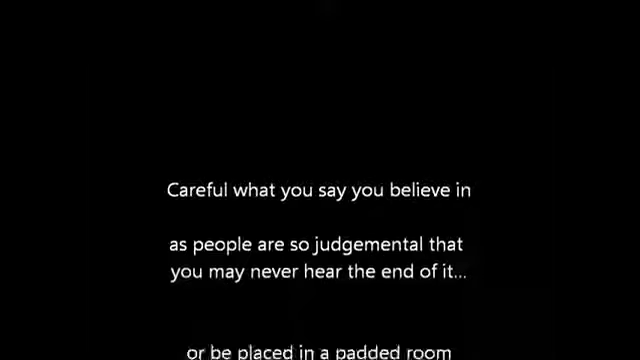 Careful what you say you believe in
as people are so judgemental that
you may never hear the end of it...
or be placed in a padded room